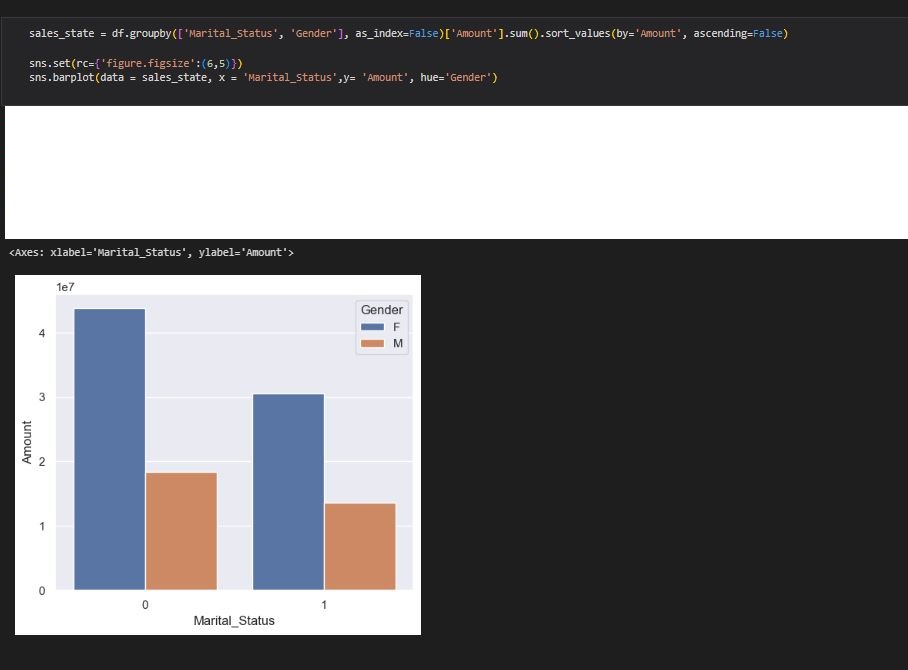 sales_state = df.groupby(['Marital_Status', 'Gender'], as_index=False)['Amount'].sum().sort_values(by='Amount', ascending=False)
sns.set(rc={'figure.figsize':(6,5)})
sns.barplot(data = sales_state, x = 'Marital_Status',y= 'Amount', hue='Gender')
<Axes: xlabel='Marital_Status', ylabel='Amount'>
1e7
Gender
F
M
4
3
2
1
0
Amount
0
1
Marital_Status